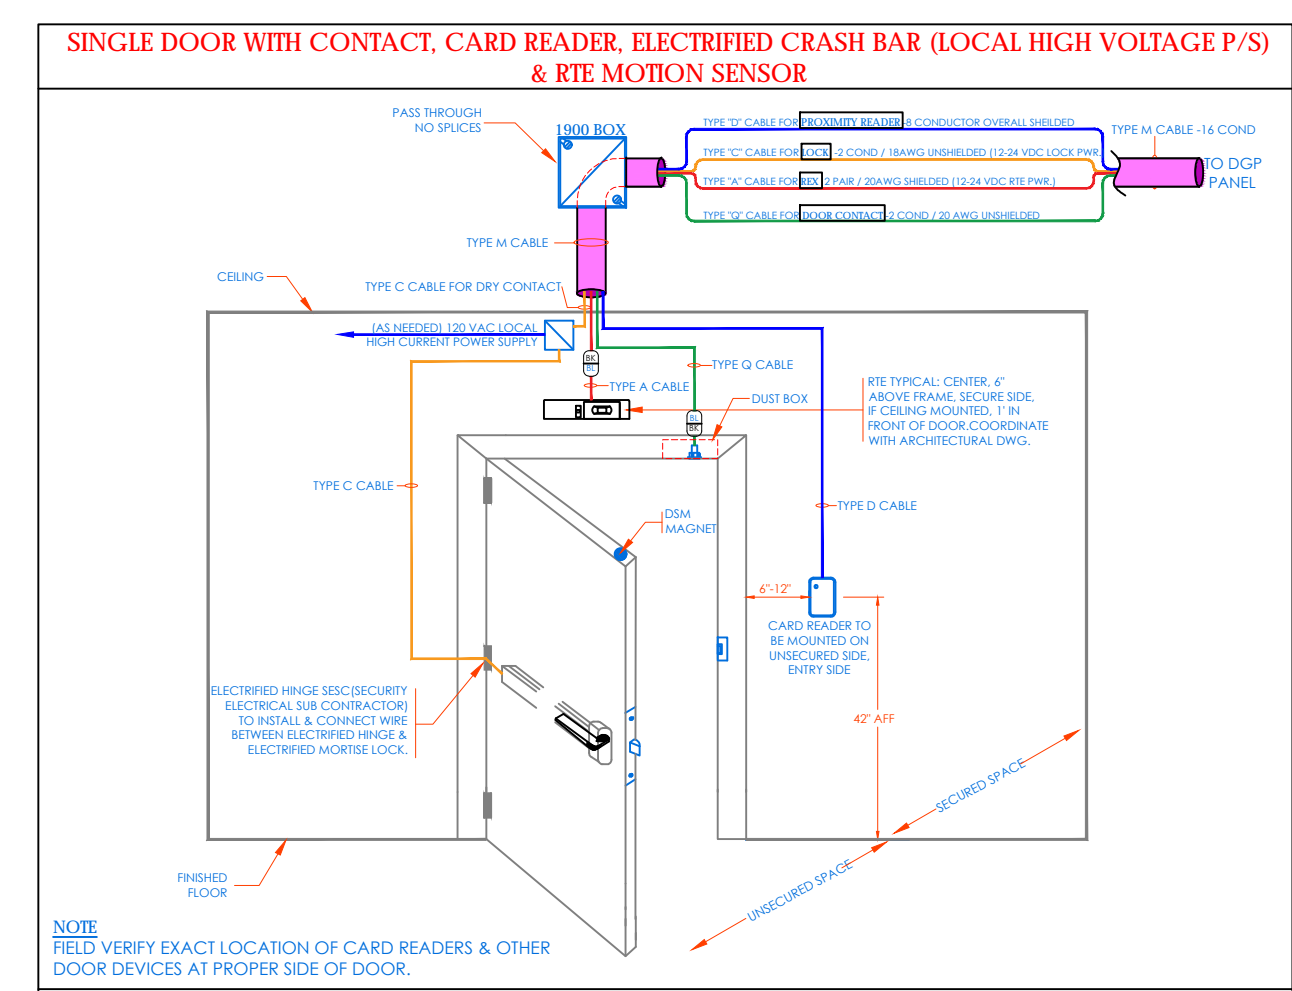 SINGLE DOOR WITH CONTACT, CARD READER, ELECTRIFIED CRASH BAR (LOCAL HIGH VOLTAGE P/S)
& RTE MOTION SENSOR
PASS THROUGH
NO SPLICES
1900 BOX
TYPE "D" CABLE FOR PROXIMITY READER-8 CONDUCTOR OVERALL SHEILDED
TYPE "C" CABLE FOR LOCK -2 COND / 18AWG UNSHIELDED (12-24 VDC LOCK PWR.
TYPE "A" CABLE FOR REX 2 PAIR / 20AWG SHIELDED (12-24 VDC RTE PWR.)
TYPE "Q" CABLE FOR DOOR CONTACT-2 COND / 20 AWG UNSHIELDED
TYPE M CABLE -16 COND
TO DGP
PANEL
TYPE M CABLE
CEILING
TYPE C CABLE FOR DRY CONTACT
(AS NEEDED) 120 VAC LOCAL
HIGH CURRENT POWER SUPPLY
BK
BL
TYPE A CABLE
TYPE Q CABLE
DUST BOX
BL
BK
RTE TYPICAL: CENTER, 6"
ABOVE FRAME, SECURE SIDE,
IF CEILING MOUNTED, 1' IN
FRONT OF DOOR.COORDINATE
WITH ARCHITECTURAL DWG.
TYPE C CABLE
DSM
MAGNET
TYPE D CABLE
6"-12"
CARD READER TO
BE MOUNTED ON
UNSECURED SIDE,
ENTRY SIDE
ELECTRIFIED HINGE SESC(SECURITY
ELECTRICAL SUB CONTRACTOR)
TO INSTALL & CONNECT WIRE
BETWEEN ELECTRIFIED HINGE &
ELECTRIFIED MORTISE LOCK.
42" AFF
SECURED SPACE
UNSECURED SPACE
FINISHED
FLOOR
NOTE
FIELD VERIFY EXACT LOCATION OF CARD READERS & OTHER
DOOR DEVICES AT PROPER SIDE OF DOOR.